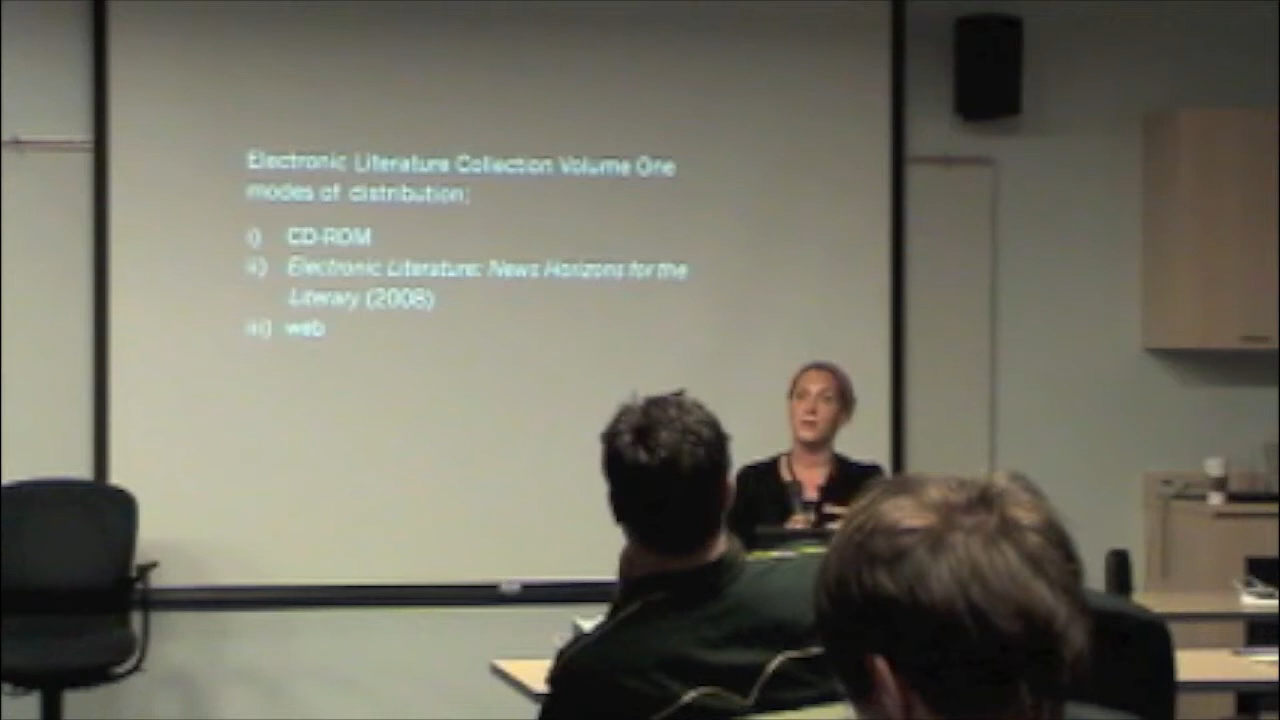 Electronic Literature Collection Volume One
modes of distribution:
i) CD-ROM
ii) Electronic Literature: News Horizons for the
Literary (2008)
iii) web